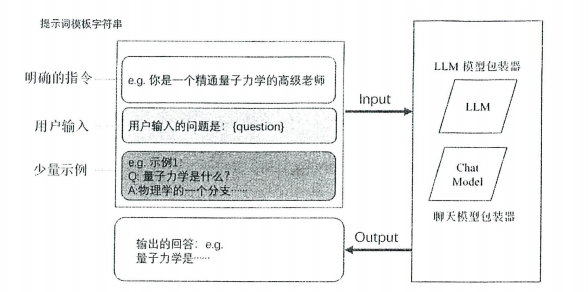 提示词模板字符串
明确的指令
e.g. 你是一个精通量子力学的高级老师
用户输入
用户输入的问题是：{question}
少量示例
e.g. 示例1：
Q: 量子力学是什么？
A:物理学的一个分支……
Input
LLM 模型包装器
LLM
Chat
Model
聊天模型包装器
Output
输出的回答：e.g.
量子力学是……